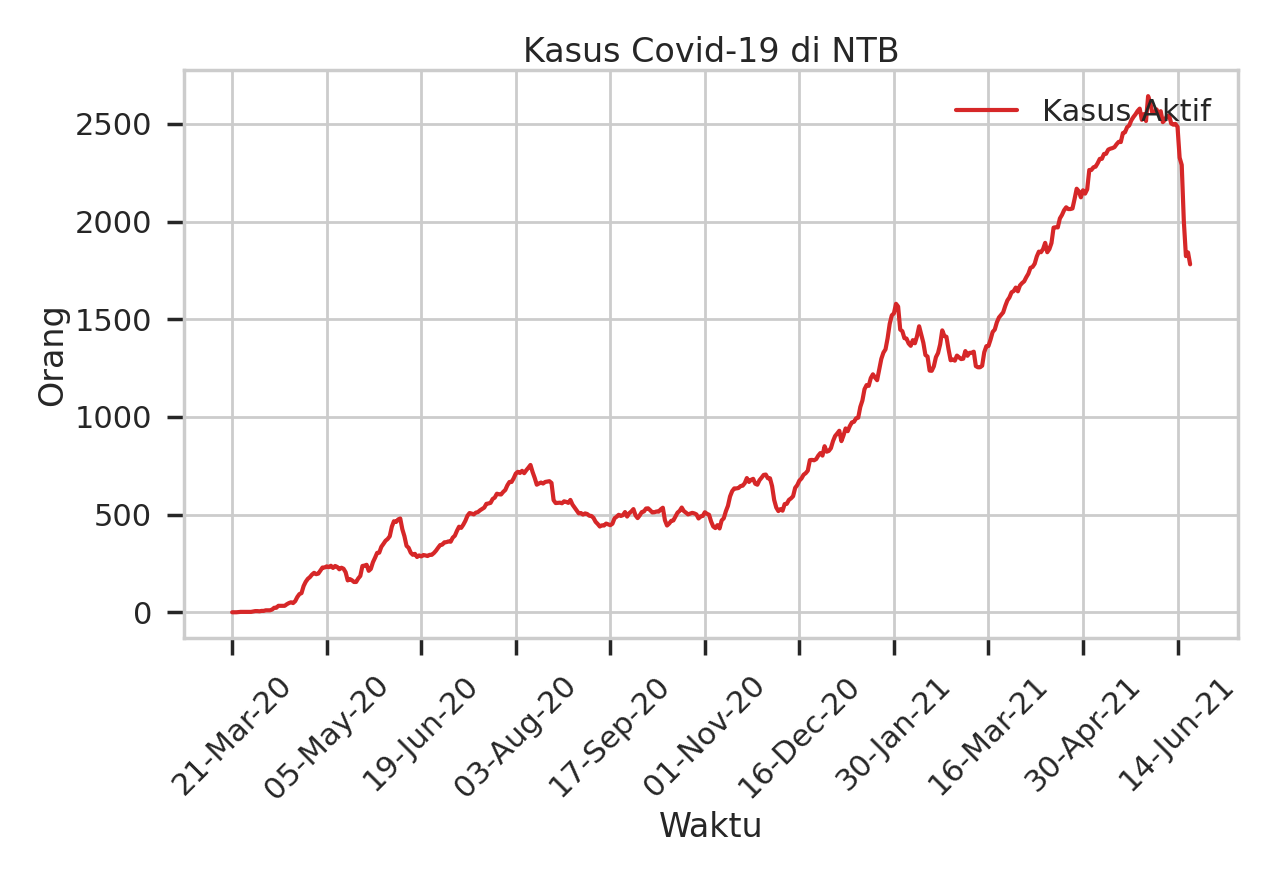 Kasus Covid-19 di NTB
Kasus Aktif
Orang
2500
2000
1500
1000
500
0
21-Mar-20
05-May-20
19-Jun-20
03-Aug-20
17-Sep-20
01-Nov-20
16-Dec-20
30-Jan-21
16-Mar-21
30-Apr-21
14-Jun-21
Waktu